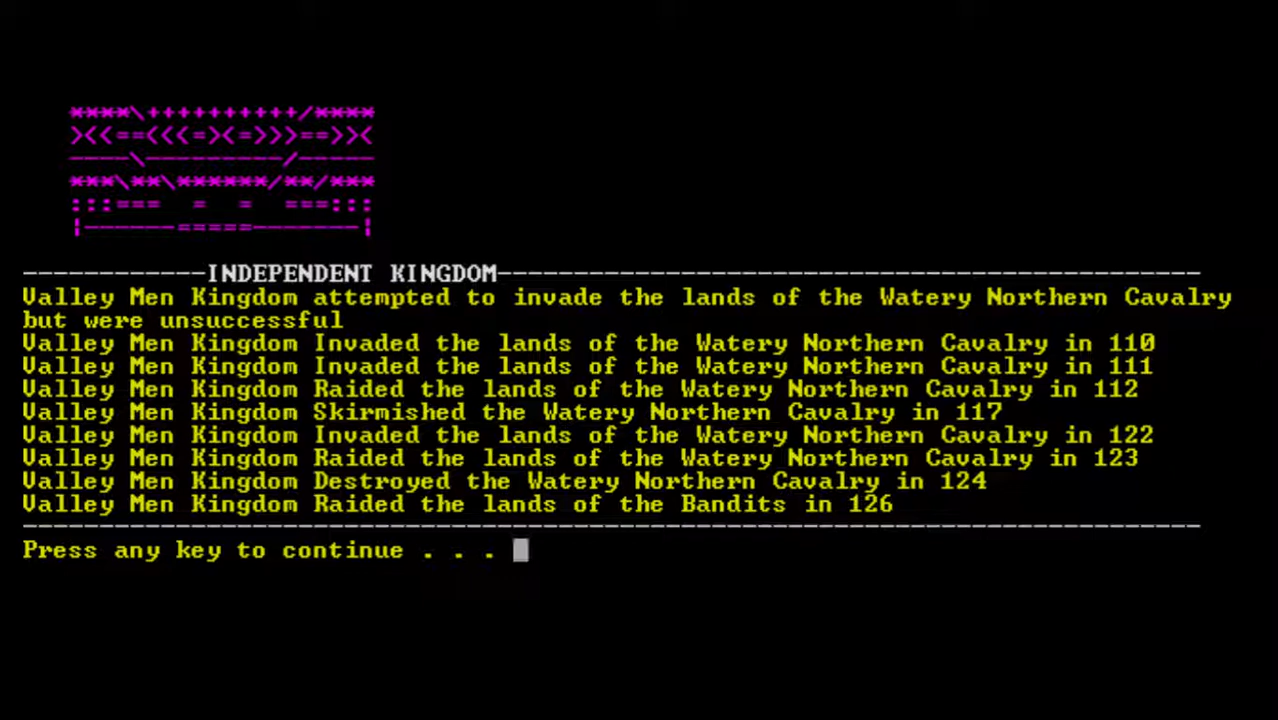 ****\++++++++++/****
><<==<<<=><=>>>==>><
----\---------/-----
***\**\******/**/***
:::===  =  =  ===:::
|------=====-------|
------------INDEPENDENT KINGDOM----------------------------------------------
Valley Men Kingdom attempted to invade the lands of the Watery Northern Cavalry
but were unsuccessful
Valley Men Kingdom Invaded the lands of the Watery Northern Cavalry in 110
Valley Men Kingdom Invaded the lands of the Watery Northern Cavalry in 111
Valley Men Kingdom Raided the lands of the Watery Northern Cavalry in 112
Valley Men Kingdom Skirmished the Watery Northern Cavalry in 117
Valley Men Kingdom Invaded the lands of the Watery Northern Cavalry in 122
Valley Men Kingdom Raided the lands of the Watery Northern Cavalry in 123
Valley Men Kingdom Destroyed the Watery Northern Cavalry in 124
Valley Men Kingdom Raided the lands of the Bandits in 126
-----------------------------------------------------------------------------
Press any key to continue . . .